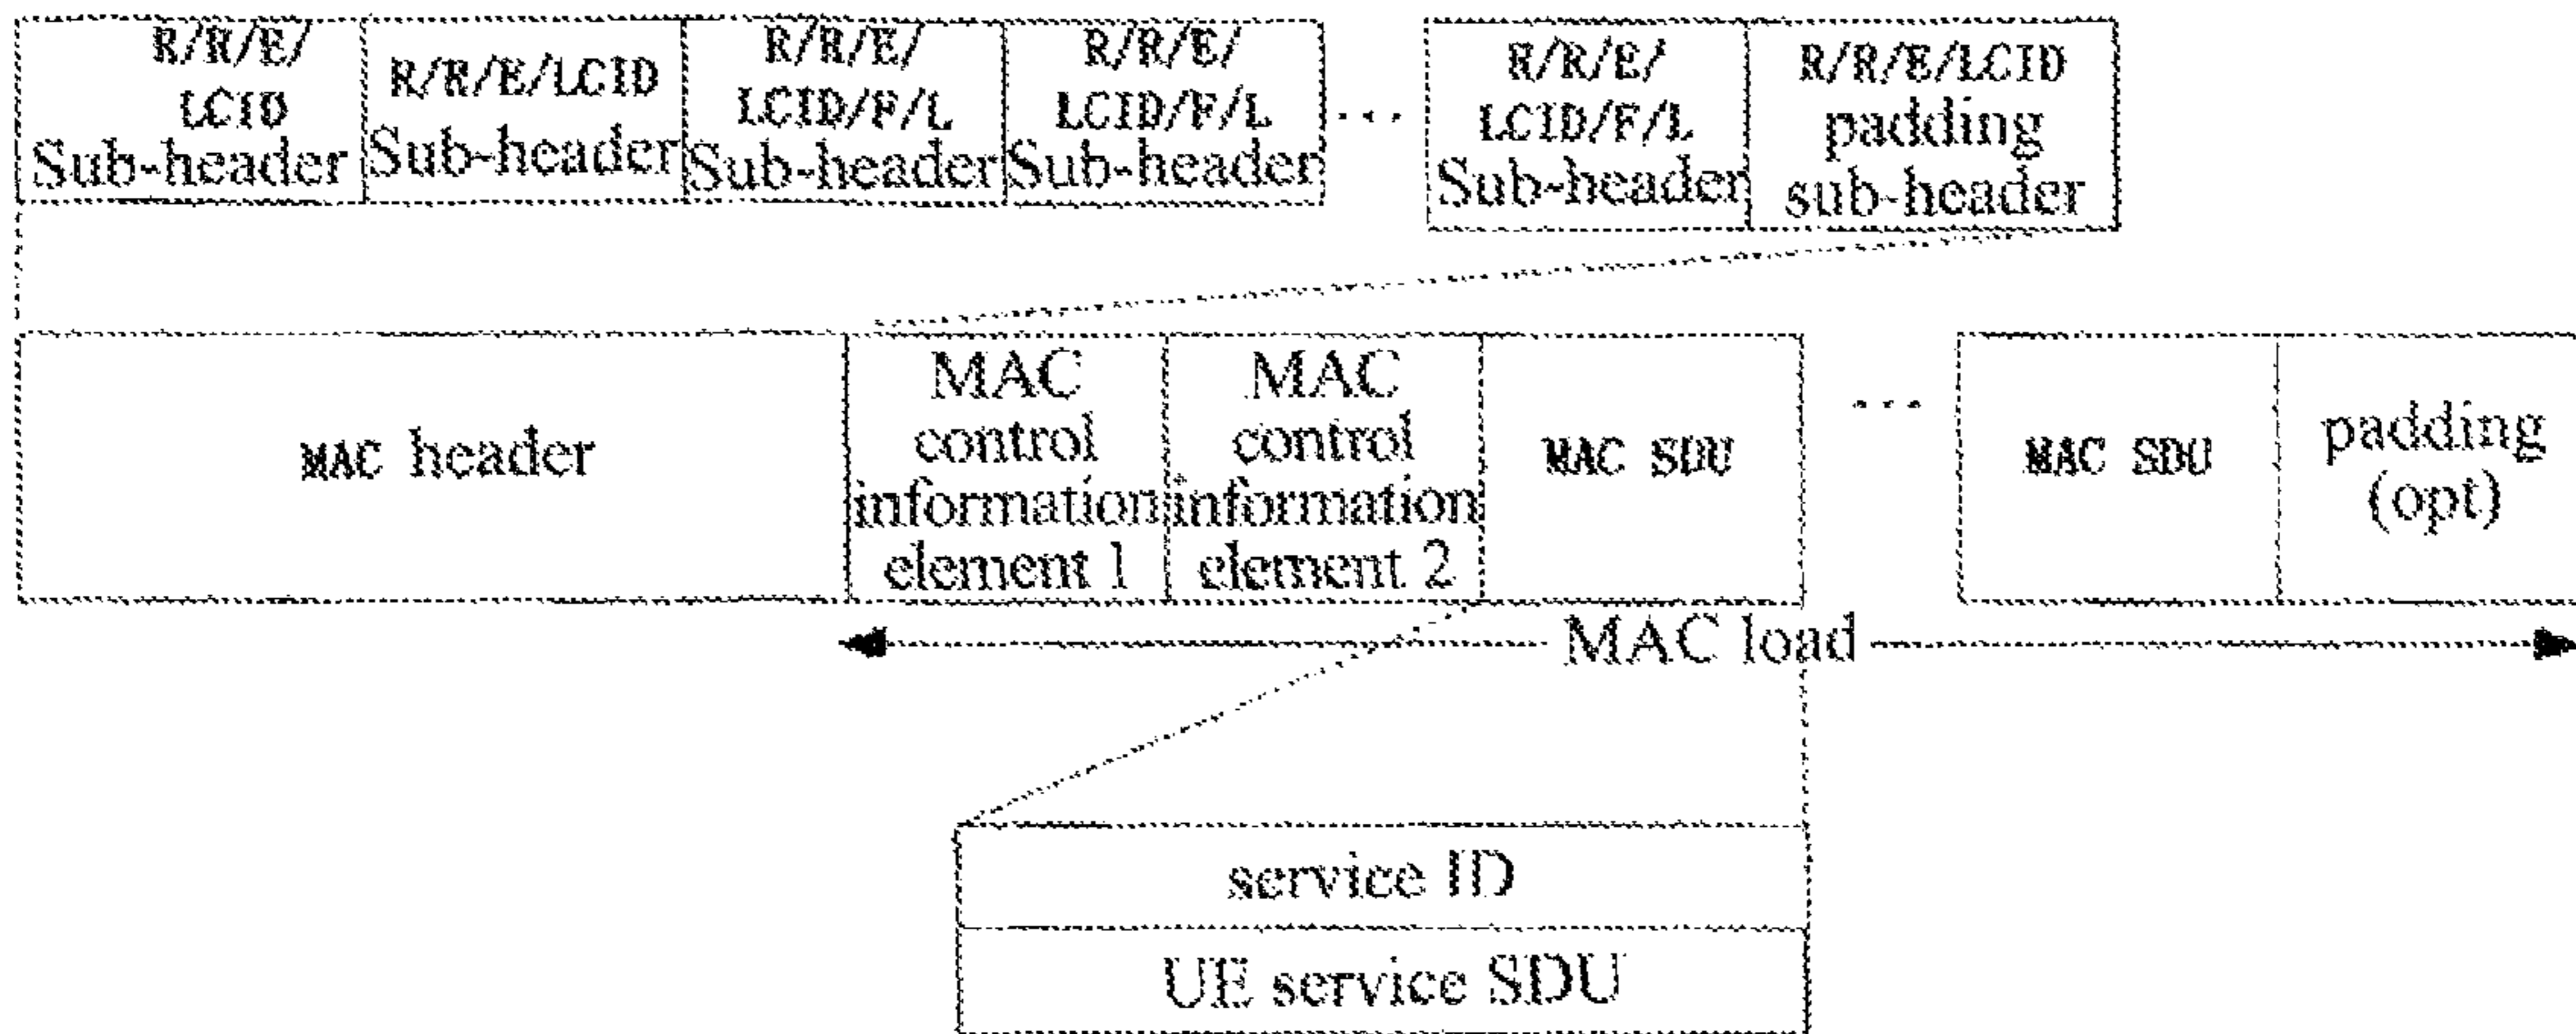 R/R/E/
LCID
Sub-header
R/R/E/LCID
Sub-header
R/R/E/
LCID/F/L
Sub-header
R/R/E/
LCID/F/L
Sub-header
...
R/R/E/
LCID/F/L
Sub-header
R/R/E/LCID
padding
sub-header
MAC header
MAC
control
information
element 1
MAC
control
information
element 2
MAC SDU
...
MAC SDU
padding
(opt)
MAC load
service ID
UE service SDU